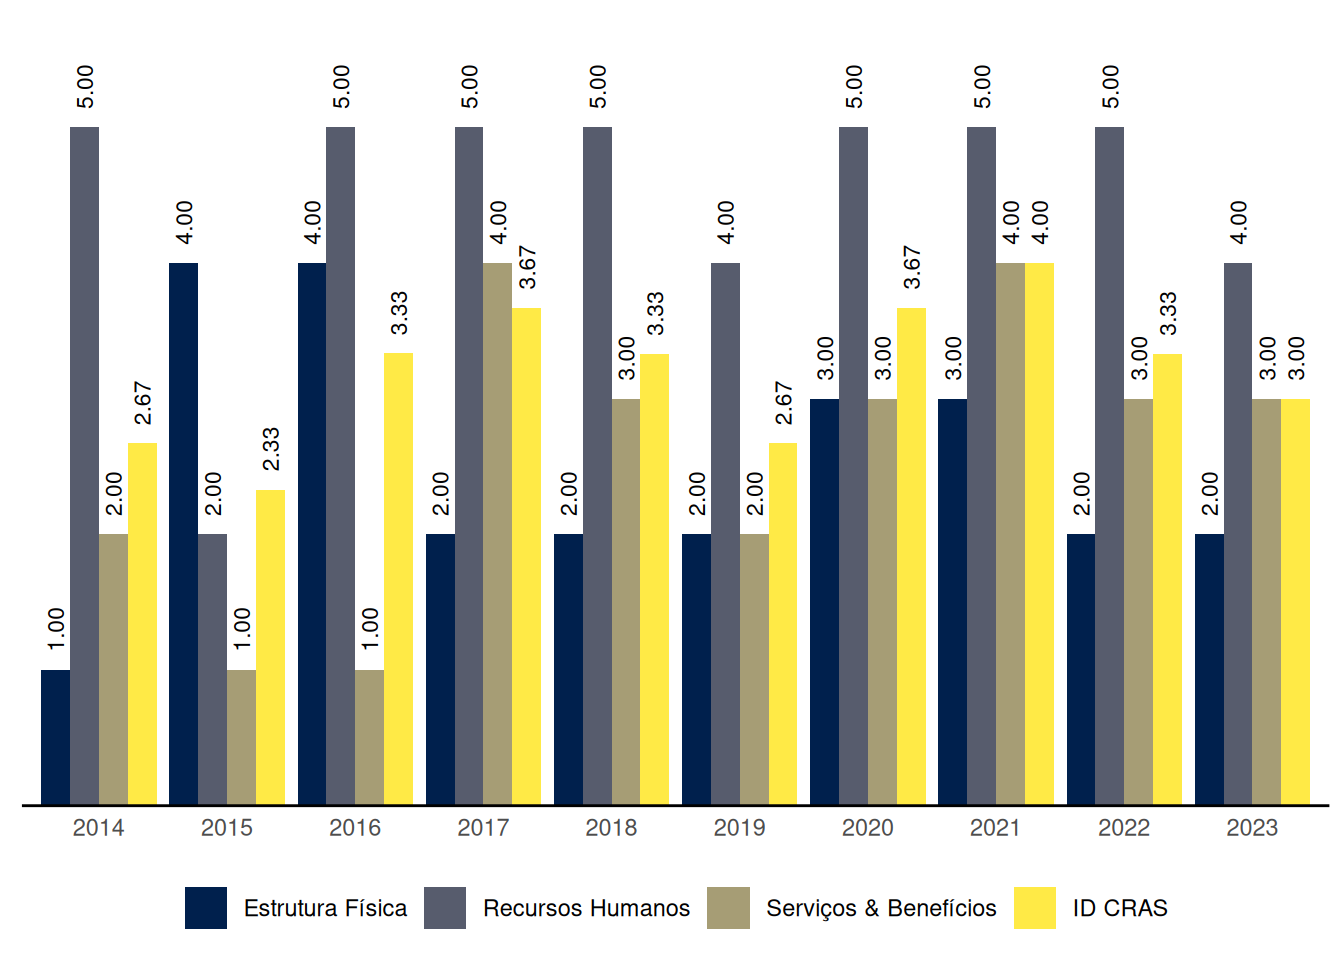 5.00 5.00 5.00 5.00 5.00 5.00 5.00
4.00 4.00 4.00 4.00 4.00 4.00 4.00
3.67 3.67
3.33 3.33 3.33
3.00 3.00 3.00 3.00 3.00 3.00 3.00
2.67 2.67
2.33
2.00 2.00 2.00 2.00 2.00 2.00 2.00 2.00
1.00 1.00 1.00
2014 2015 2016 2017 2018 2019 2020 2021 2022 2023
Estrutura Física Recursos Humanos Serviços & Benefícios ID CRAS